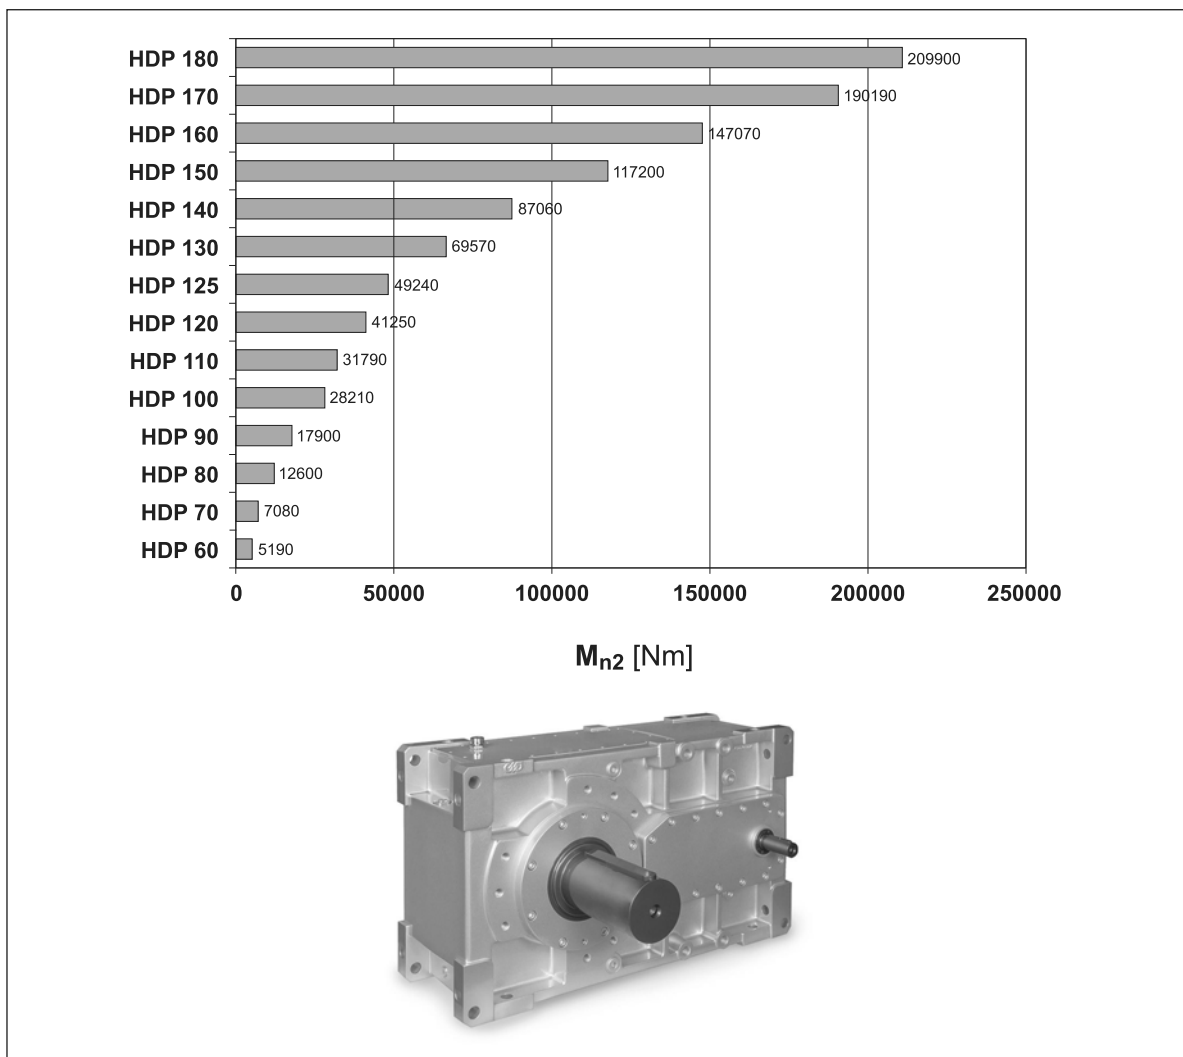 HDP 180 209900
HDP 170 190190
HDP 160 147070
HDP 150 117200
HDP 140 87060
HDP 130 69570
HDP 125 49240
HDP 120 41250
HDP 110 31790
HDP 100 28210
HDP 90 17900
HDP 80 12600
HDP 70 7080
HDP 60 5190
0 50000 100000 150000 200000 250000
Mn2 [Nm]